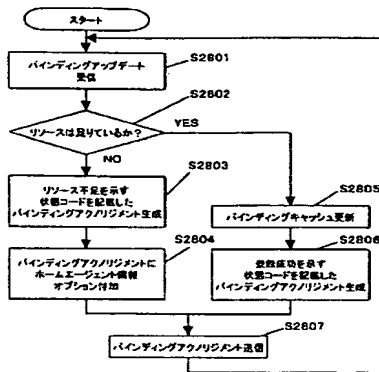 スタート
S2801
バインディングアップデート
受信
S2802
リソースは足りているか?
YES
NO
S2803
リソース不足を示す
状態コードを記載した
バインディングアクノリジメント生成
S2804
バインディングアクノリジメントに
ホームエージェント情報
オプション付加
S2805
バインディングキャッシュ更新
S2806
登録成功を示す
状態コードを記載した
バインディングアクノリジメント生成
S2807
バインディングアクノリジメント送信